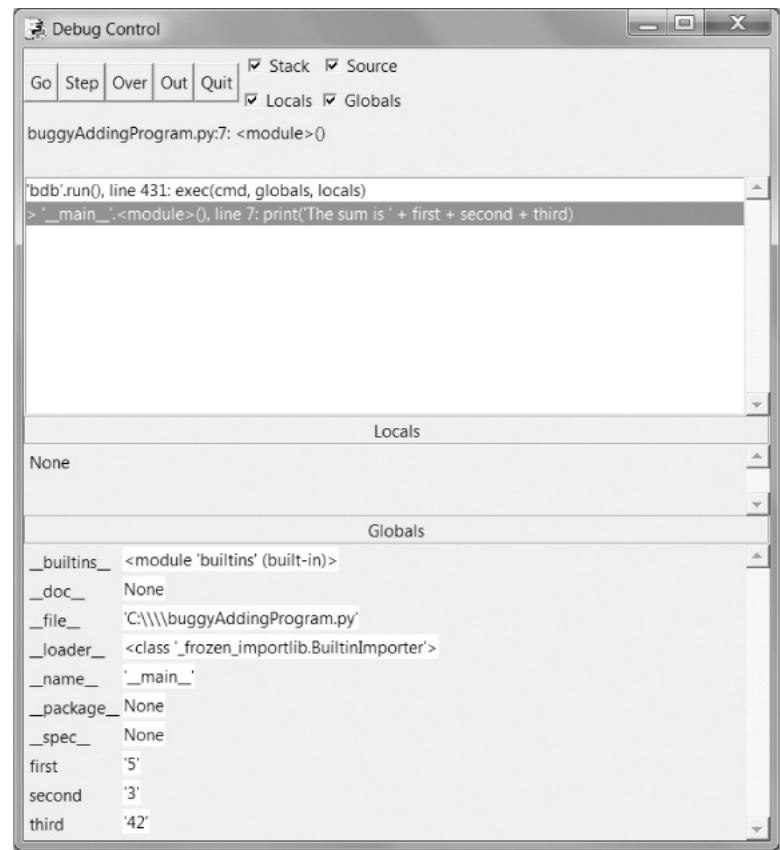 Debug Control
Go Step Over Out Quit Stack Source
Locals Globals
buggyAddingProgram.py:7: <module>()
'bdb'.run(), line 431: exec(cmd, globals, locals)
> '__main__'.<module>(), line 7: print('The sum is ' + first + second + third)
Locals
None
Globals
__builtins__ <module 'builtins' (built-in)>
__doc__ None
__file__ 'C:\\\\buggyAddingProgram.py'
__loader__ <class '_frozen_importlib.BuiltinImporter'>
__name__ '__main__'
__package__ None
__spec__ None
first '5'
second '3'
third '42'